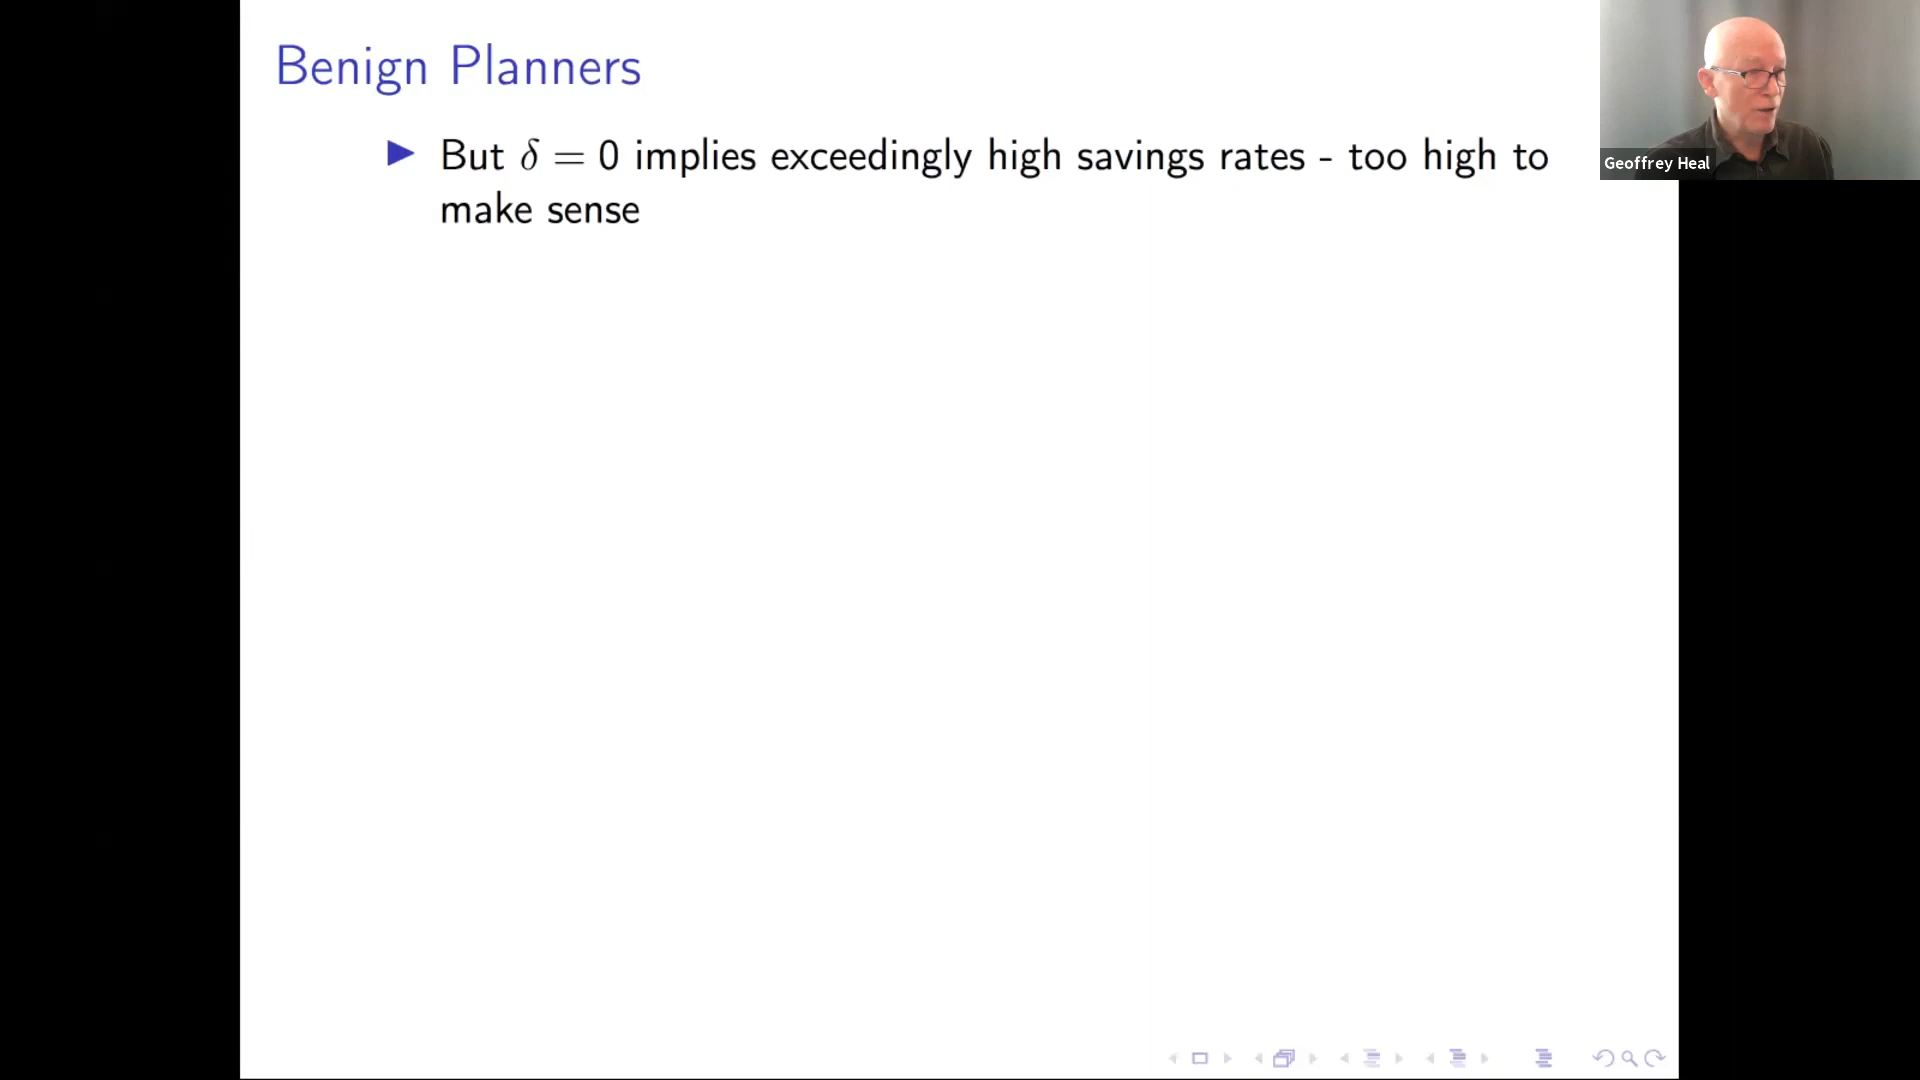 Benign Planners
But δ = 0 implies exceedingly high savings rates - too high to
make sense
Geoffrey Heal